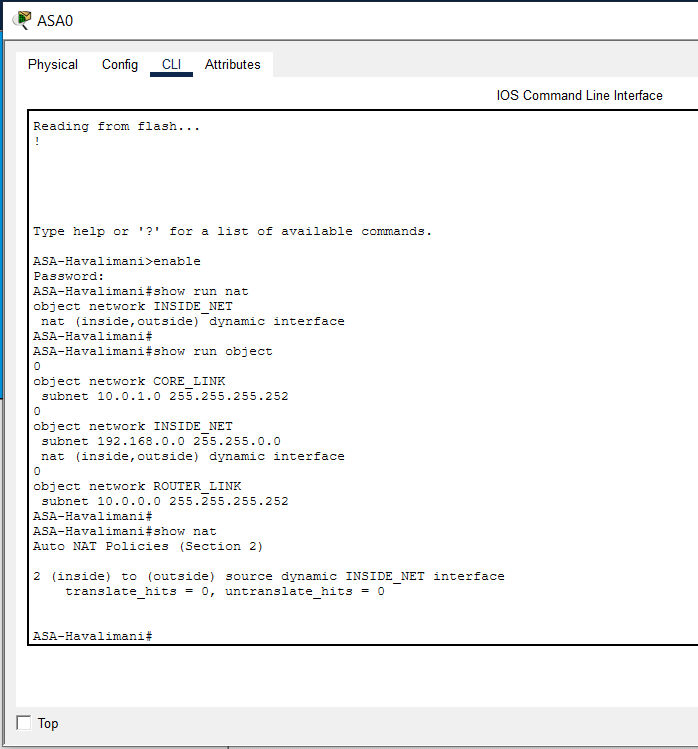 ASA0
Physical Config CLI Attributes
IOS Command Line Interface
Reading from flash...
!
Type help or '?' for a list of available commands.
ASA-Havalimani>enable
Password:
ASA-Havalimani#show run nat
object network INSIDE_NET
 nat (inside,outside) dynamic interface
ASA-Havalimani#
ASA-Havalimani#show run object
0
object network CORE_LINK
 subnet 10.0.1.0 255.255.255.252
0
object network INSIDE_NET
 subnet 192.168.0.0 255.255.0.0
 nat (inside,outside) dynamic interface
0
object network ROUTER_LINK
 subnet 10.0.0.0 255.255.255.252
ASA-Havalimani#
ASA-Havalimani#show nat
Auto NAT Policies (Section 2)
2 (inside) to (outside) source dynamic INSIDE_NET interface
    translate_hits = 0, untranslate_hits = 0
ASA-Havalimani#
Top